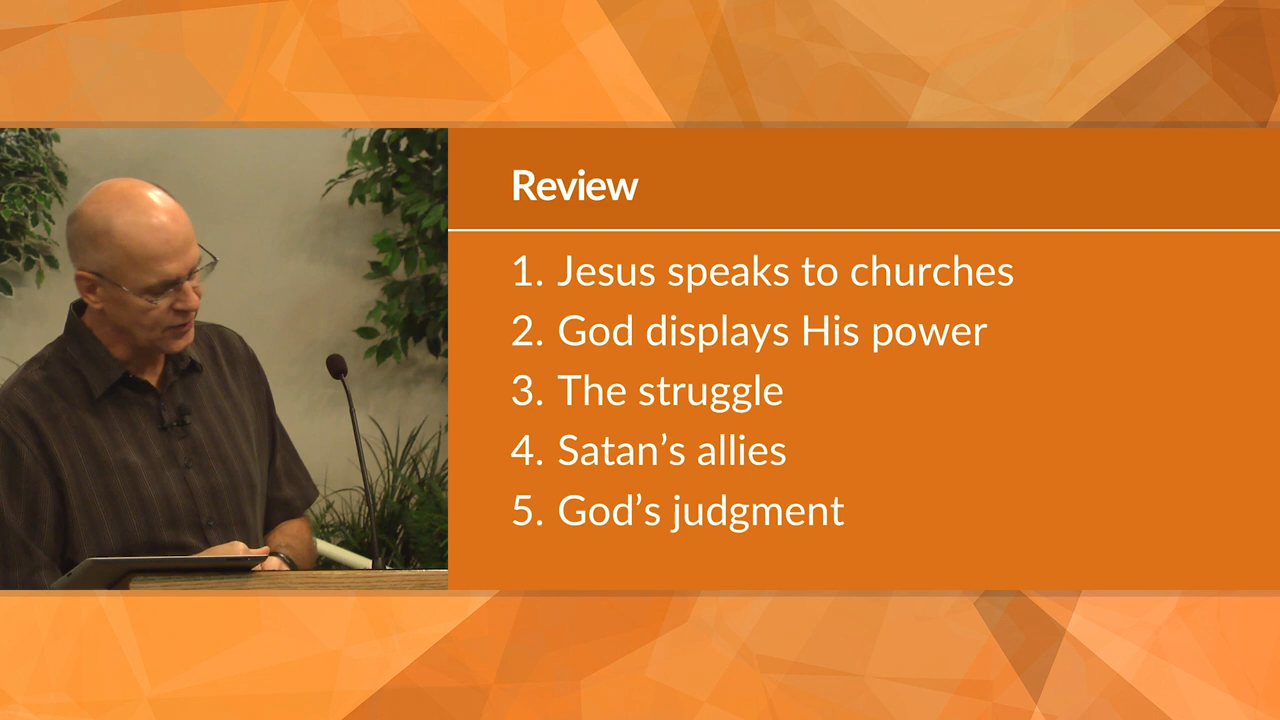 Review
1. Jesus speaks to churches
2. God displays His power
3. The struggle
4. Satan’s allies
5. God’s judgment